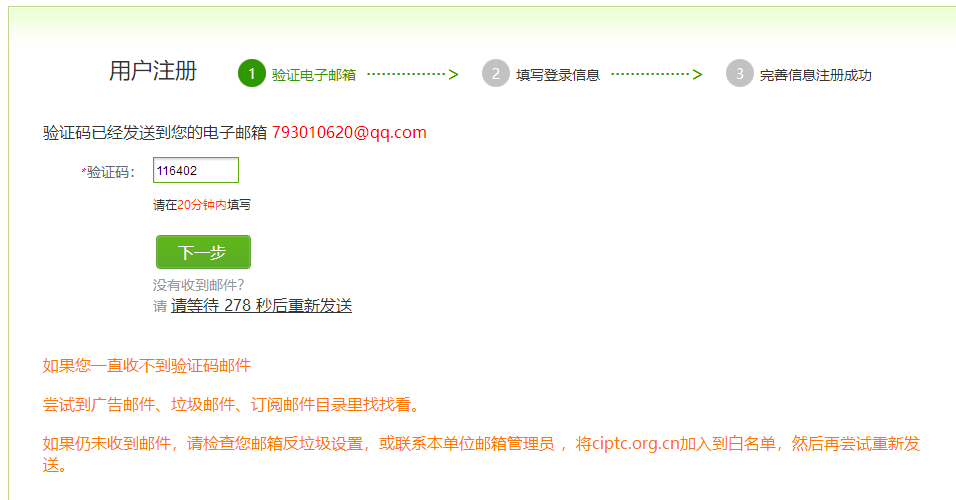 用户注册 1 验证电子邮箱 2 填写登录信息 3 完善信息注册成功
验证码已经发送到您的电子邮箱 793010620@qq.com
*验证码： 116402
请在20分钟内填写
下一步
没有收到邮件?
请 请等待 278 秒后重新发送
如果您一直收不到验证码邮件
尝试到广告邮件、垃圾邮件、订阅邮件目录里找找看。
如果仍未收到邮件，请检查您邮箱反垃圾设置，或联系本单位邮箱管理员 ，将ciptc.org.cn加入到白名单，然后再尝试重新发
送。